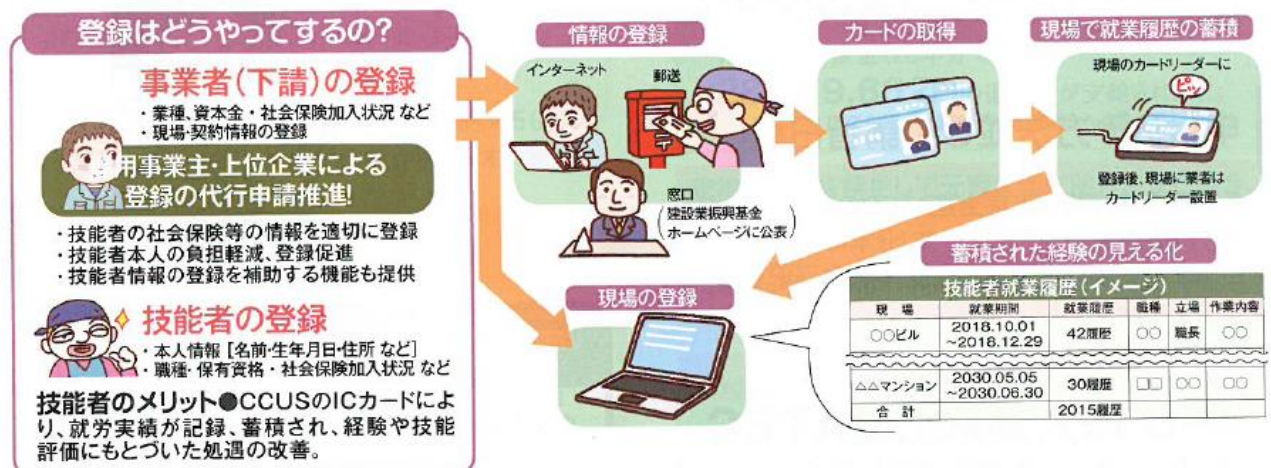 登録はどうやってするの?
事業者(下請)の登録
・業種、資本金・社会保険加入状況 など
・現場・契約情報の登録
用事業主・上位企業による
登録の代行申請推進!
・技能者の社会保険等の情報を適切に登録
・技能者本人の負担軽減、登録促進
・技能者情報の登録を補助する機能も提供
技能者の登録
・本人情報 [名前・生年月日・住所 など]
・職種・保有資格・社会保険加入状況 など
技能者のメリット●CCUSのICカードによ
り、就労実績が記録、蓄積され、経験や技能
評価にもとづいた処遇の改善。
情報の登録
インターネット
郵送
窓口
(建設業振興基金
ホームページに公表)
カードの取得
現場で就業履歴の蓄積
現場のカードリーダーに
ピッ
登録後、現場に業者は
カードリーダー設置
現場の登録
蓄積された経験の見える化
技能者就業履歴(イメージ)
現 場 就業期間 就業履歴 職種 立場 作業内容
○○ビル 2018.10.01 ~2018.12.29 42履歴 ○○ 職長 ○○
△△マンション 2030.05.05 ~2030.06.30 30履歴 □□ ○○ ○○
合 計 2015履歴